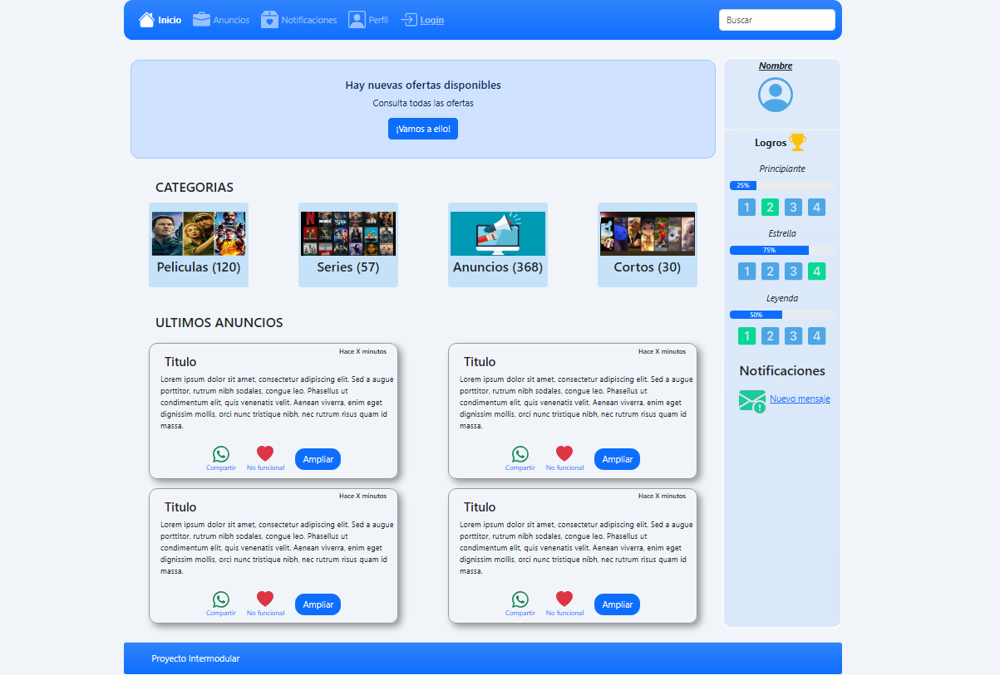 Inicio Anuncios Notificaciones Perfil Login Buscar
Hay nuevas ofertas disponibles
Consulta todas las ofertas
¡Vamos a ello!
CATEGORIAS
Peliculas (120) Series (57) Anuncios (368) Cortos (30)
ULTIMOS ANUNCIOS
Hace X minutos
Titulo
Lorem ipsum dolor sit amet, consectetur adipiscing elit. Sed a augue
porttitor, rutrum nibh sodales, congue leo. Phasellus ut
condimentum elit, quis venenatis velit. Aenean viverra, enim eget
dignissim mollis, orci nunc tristique nibh, nec rutrum risus quam id
massa.
Compartir No funcional Ampliar
Hace X minutos
Titulo
Lorem ipsum dolor sit amet, consectetur adipiscing elit. Sed a augue
porttitor, rutrum nibh sodales, congue leo. Phasellus ut
condimentum elit, quis venenatis velit. Aenean viverra, enim eget
dignissim mollis, orci nunc tristique nibh, nec rutrum risus quam id
massa.
Compartir No funcional Ampliar
Hace X minutos
Titulo
Lorem ipsum dolor sit amet, consectetur adipiscing elit. Sed a augue
porttitor, rutrum nibh sodales, congue leo. Phasellus ut
condimentum elit, quis venenatis velit. Aenean viverra, enim eget
dignissim mollis, orci nunc tristique nibh, nec rutrum risus quam id
massa.
Compartir No funcional Ampliar
Hace X minutos
Titulo
Lorem ipsum dolor sit amet, consectetur adipiscing elit. Sed a augue
porttitor, rutrum nibh sodales, congue leo. Phasellus ut
condimentum elit, quis venenatis velit. Aenean viverra, enim eget
dignissim mollis, orci nunc tristique nibh, nec rutrum risus quam id
massa.
Compartir No funcional Ampliar
Nombre
Logros
Principiante
25%
1 2 3 4
Estrella
75%
1 2 3 4
Leyenda
50%
1 2 3 4
Notificaciones
Nuevo mensaje
Proyecto Intermodular